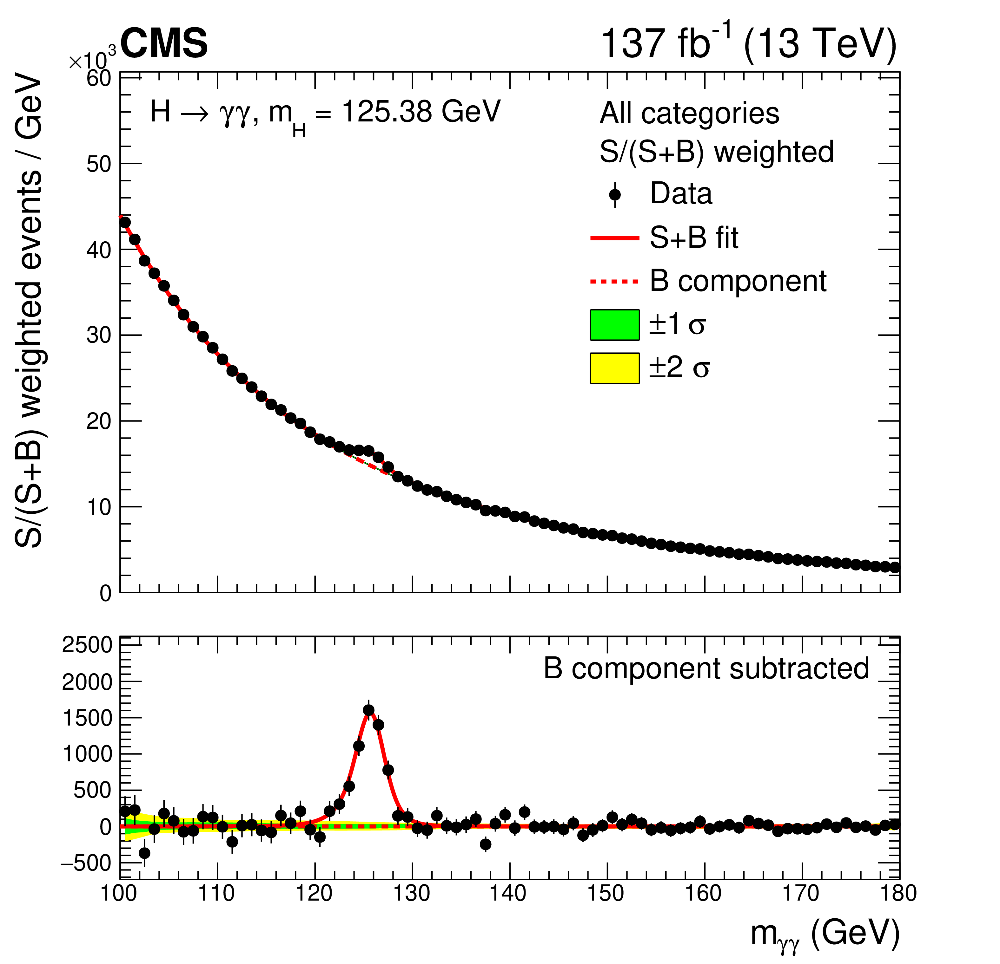 CMS 137 fb⁻¹ (13 TeV)
×10³
S/(S+B) weighted events / GeV
60
50
40
30
20
10
0
H → γγ, m_H = 125.38 GeV
All categories
S/(S+B) weighted
Data
S+B fit
B component
±1 σ
±2 σ
B component subtracted
2500
2000
1500
1000
500
0
−500
100 110 120 130 140 150 160 170 180
m_γγ (GeV)